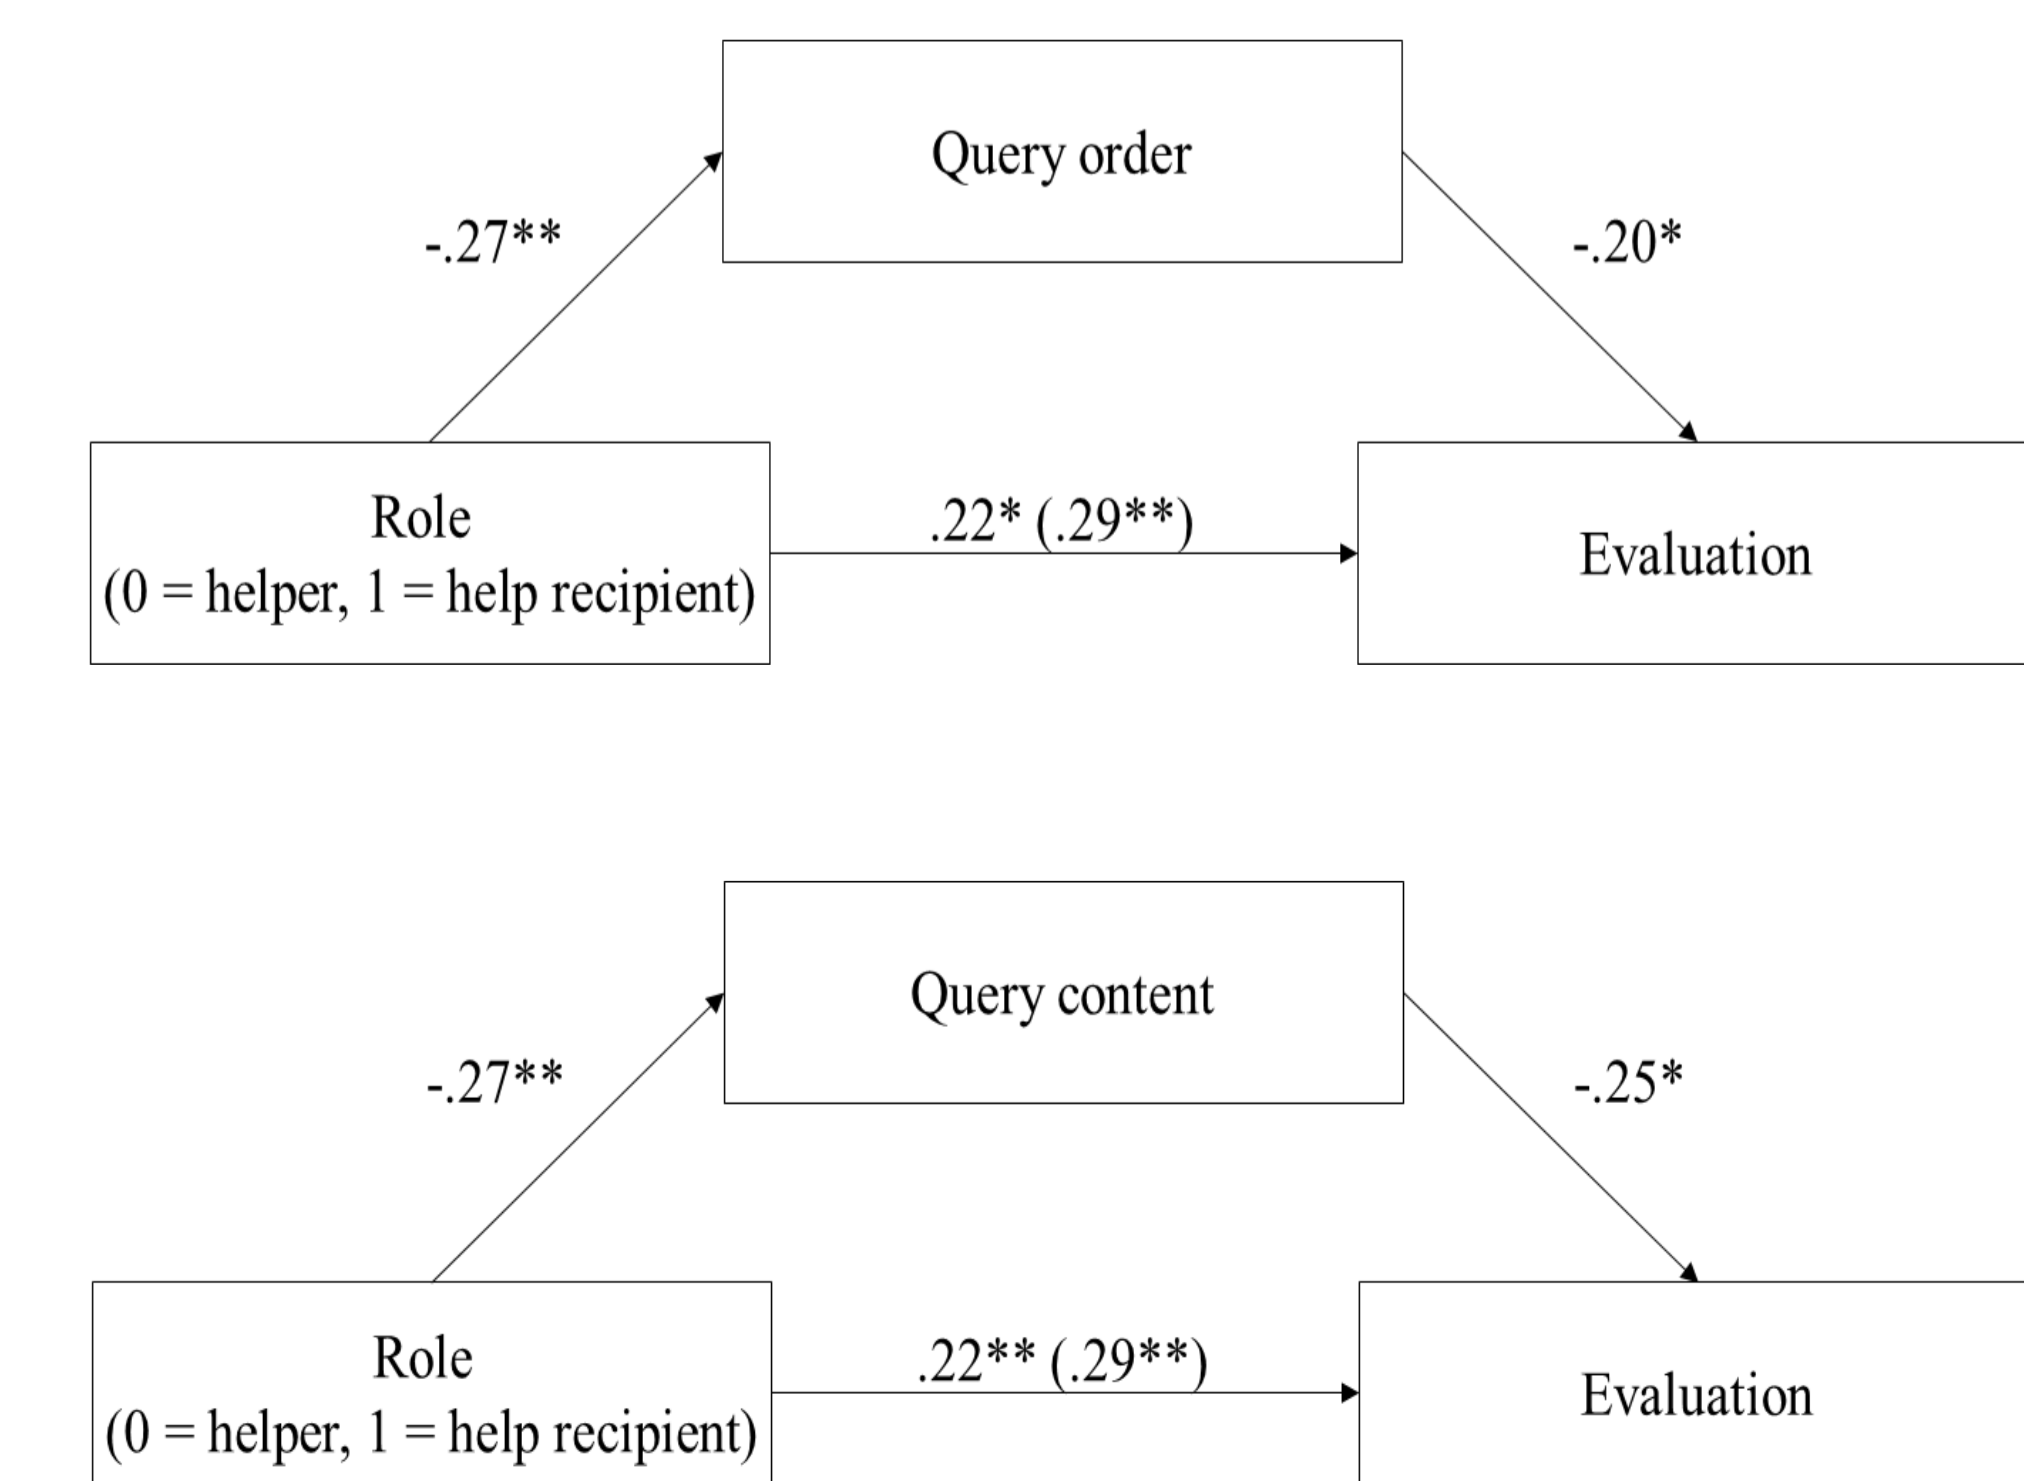 Query order
-.27**
-.20*
Role
(0 = helper, 1 = help recipient)
.22* (.29**)
Evaluation
Query content
-.27**
-.25*
Role
(0 = helper, 1 = help recipient)
.22** (.29**)
Evaluation